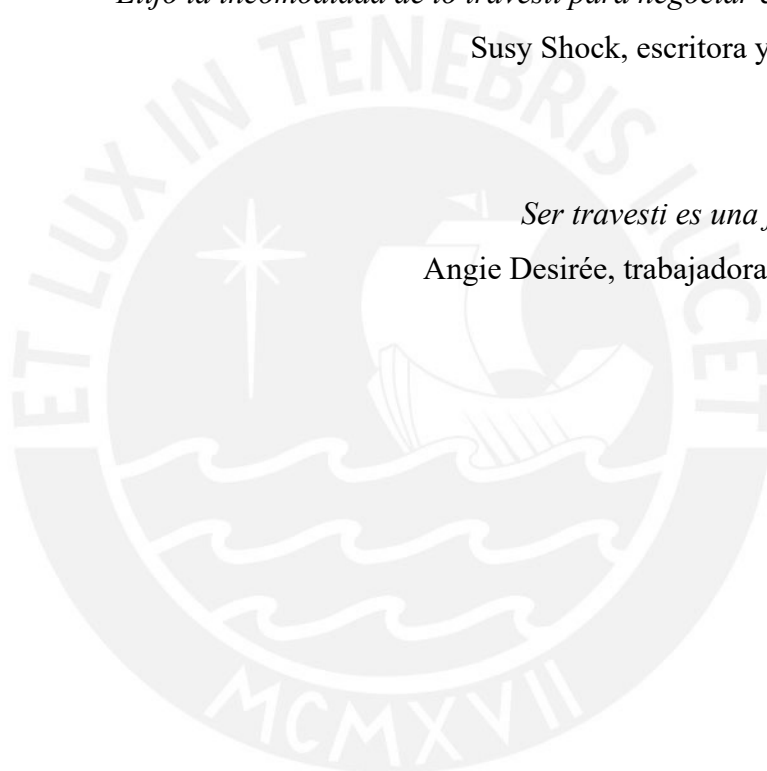 la incomodidad de lo travesti para negociar
Susy Shock, escritora y
Ser travesti es una
Angie Desirée, trabajadora
ET LUX IN TENEBRIS LUCET
MCMXVII